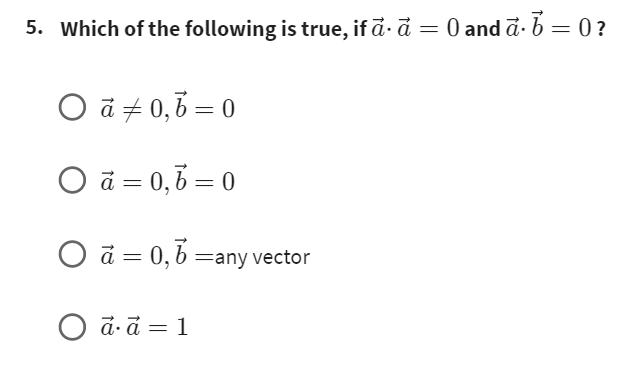 5. Which of the following is true, if a⃗· a⃗ = 0 and a⃗· b⃗ = 0 ?
a⃗ ≠ 0, b⃗ = 0
a⃗ = 0, b⃗ = 0
a⃗ = 0, b⃗ =any vector
a⃗· a⃗ = 1